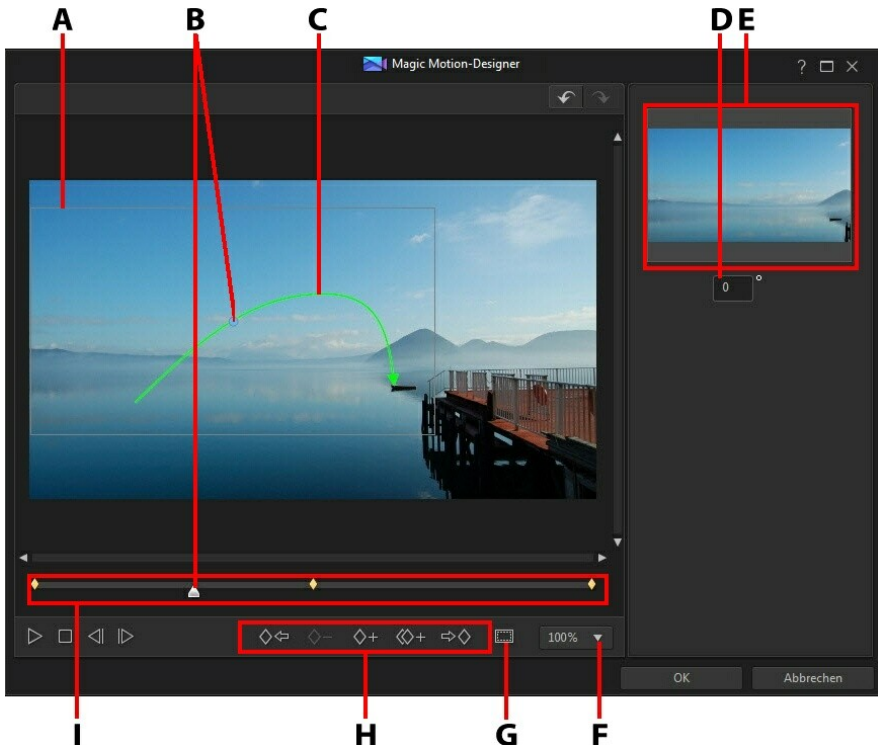 A B C D E
Magic Motion-Designer ?
0 °
100%
OK Abbrechen
I H G F